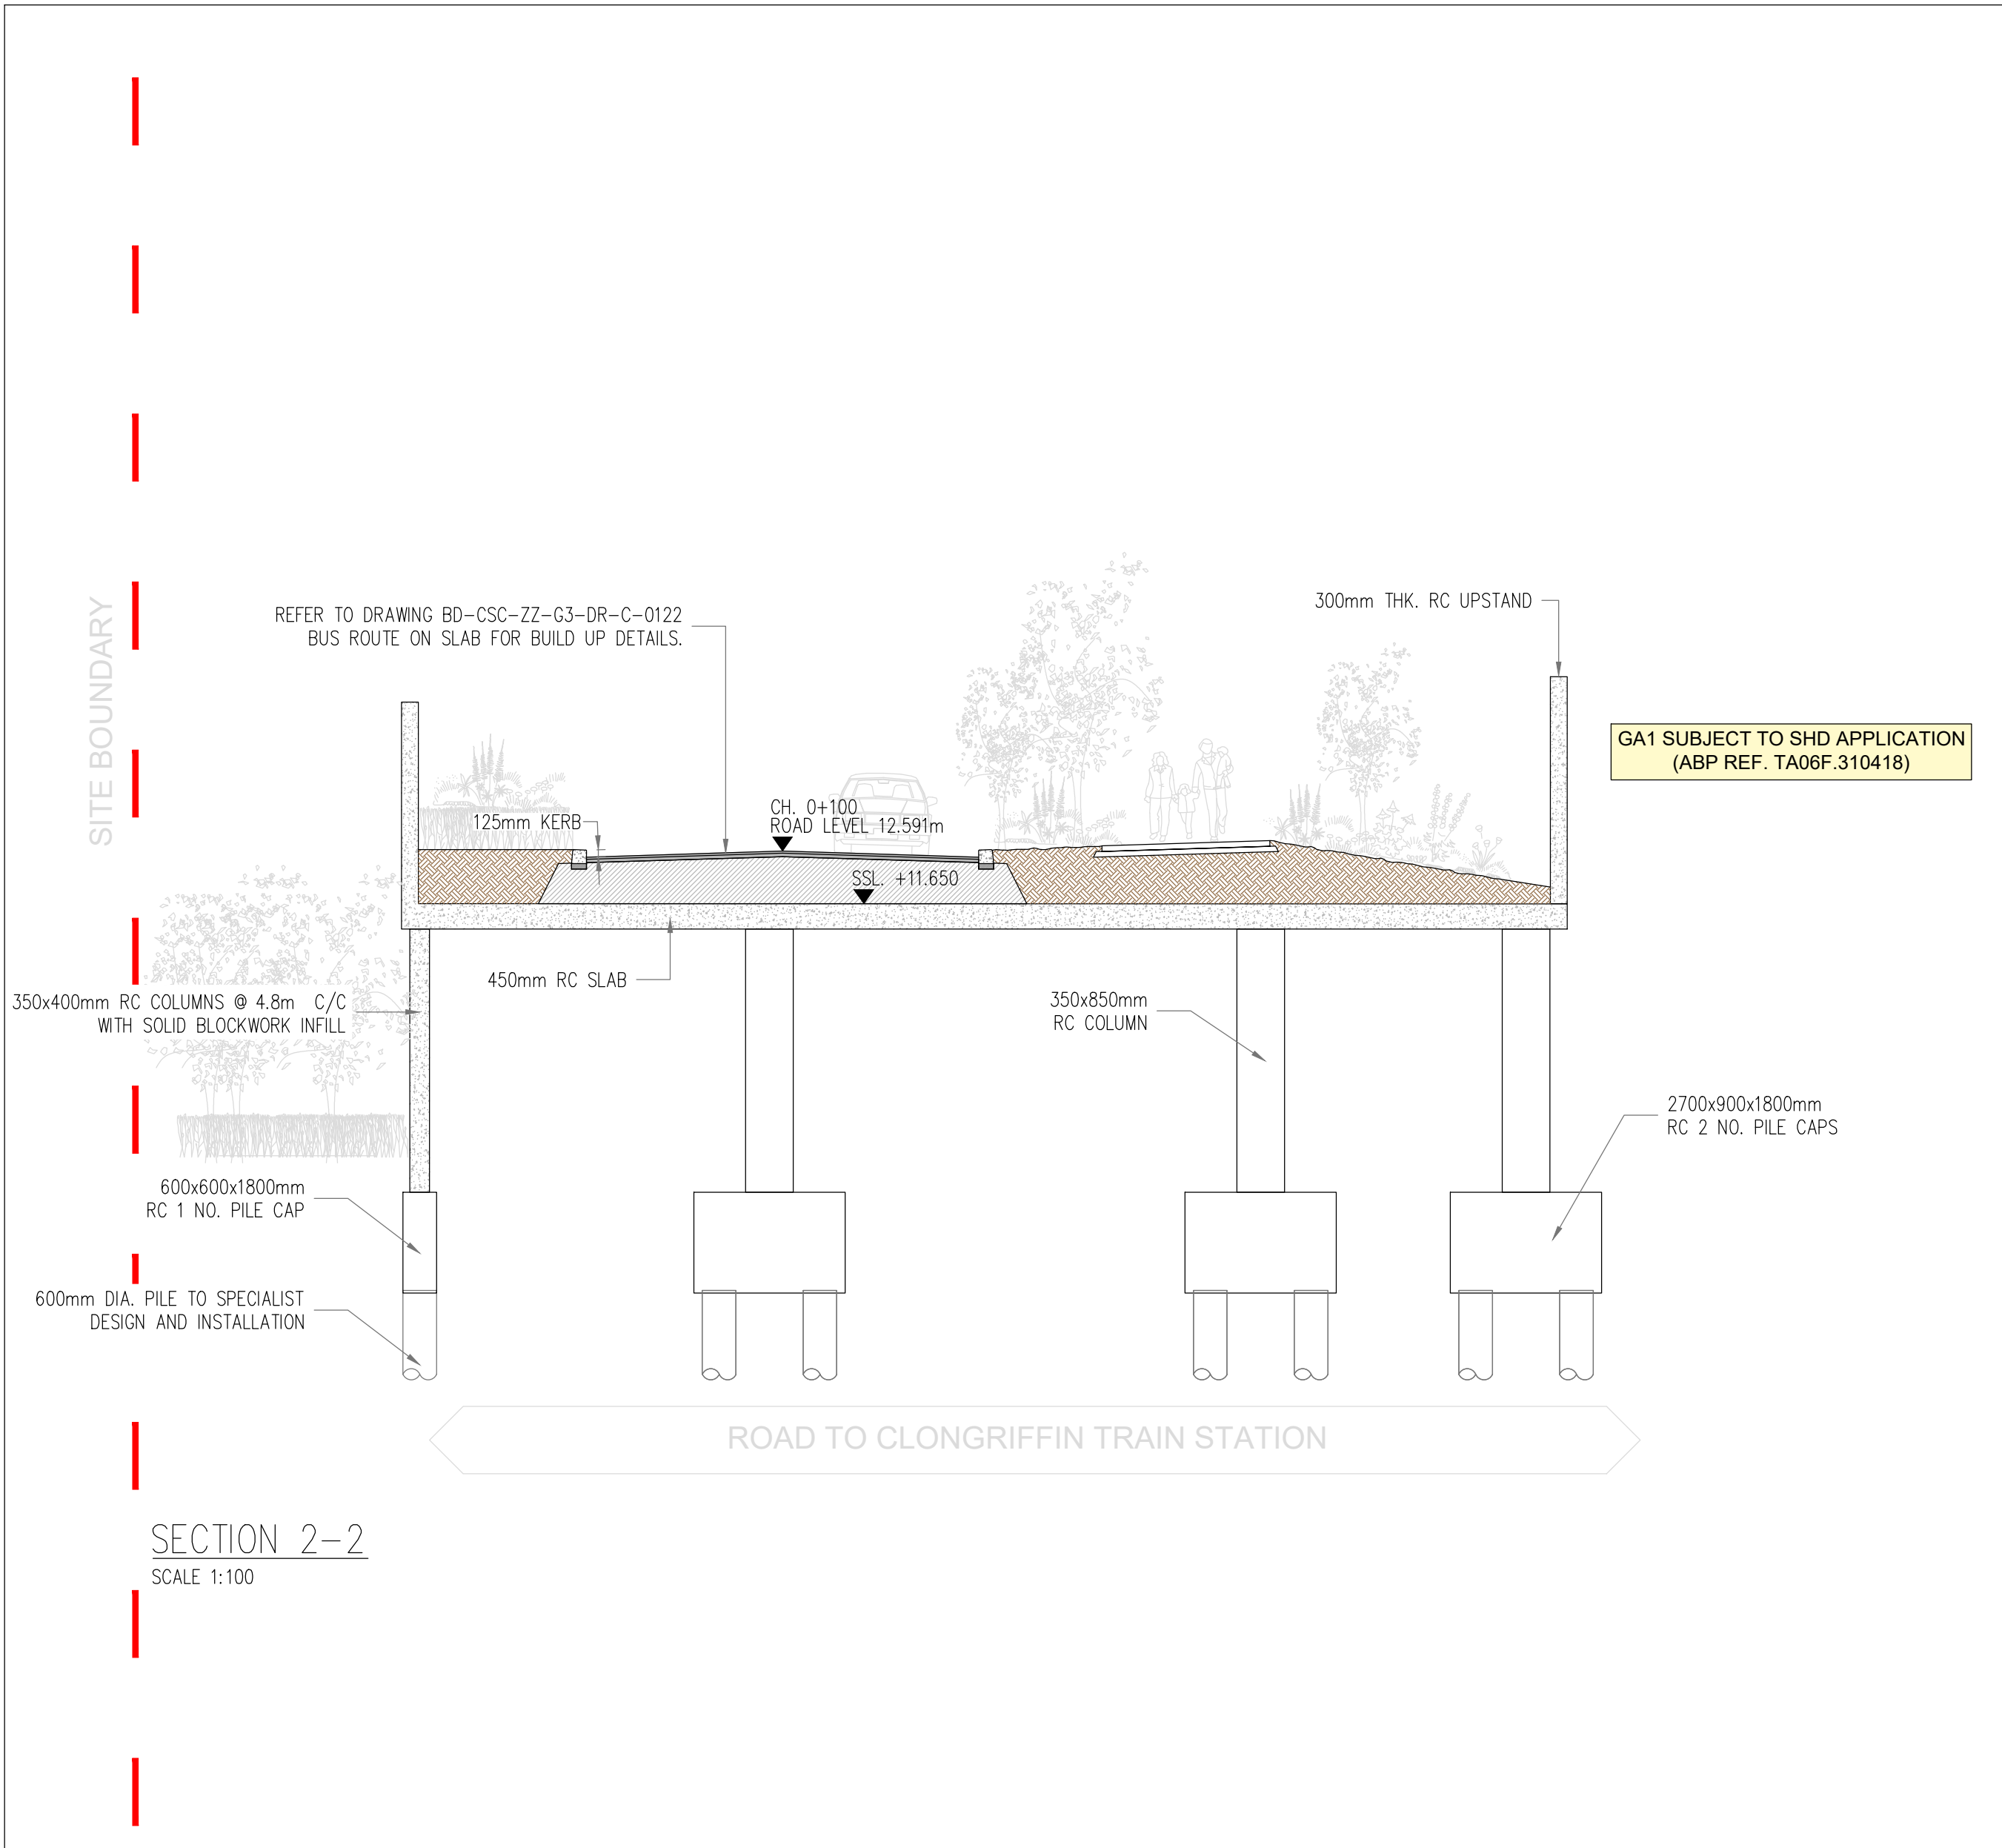 SITE BOUNDARY
REFER TO DRAWING BD-CSC-ZZ-G3-DR-C-0122
BUS ROUTE ON SLAB FOR BUILD UP DETAILS.
300mm THK. RC UPSTAND
GA1 SUBJECT TO SHD APPLICATION
(ABP REF. TA06F.310418)
125mm KERB
CH. 0+100
ROAD LEVEL 12.591m
SSL. +11.650
450mm RC SLAB
350x400mm RC COLUMNS @ 4.8m C/C
WITH SOLID BLOCKWORK INFILL
350x850mm
RC COLUMN
2700x900x1800mm
RC 2 NO. PILE CAPS
600x600x1800mm
RC 1 NO. PILE CAP
600mm DIA. PILE TO SPECIALIST
DESIGN AND INSTALLATION
ROAD TO CLONGRIFFIN TRAIN STATION
SECTION 2-2
SCALE 1:100